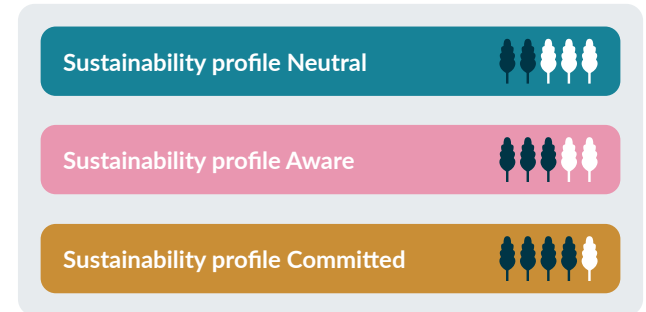 Sustainability profile Neutral
Sustainability profile Aware
Sustainability profile Committed